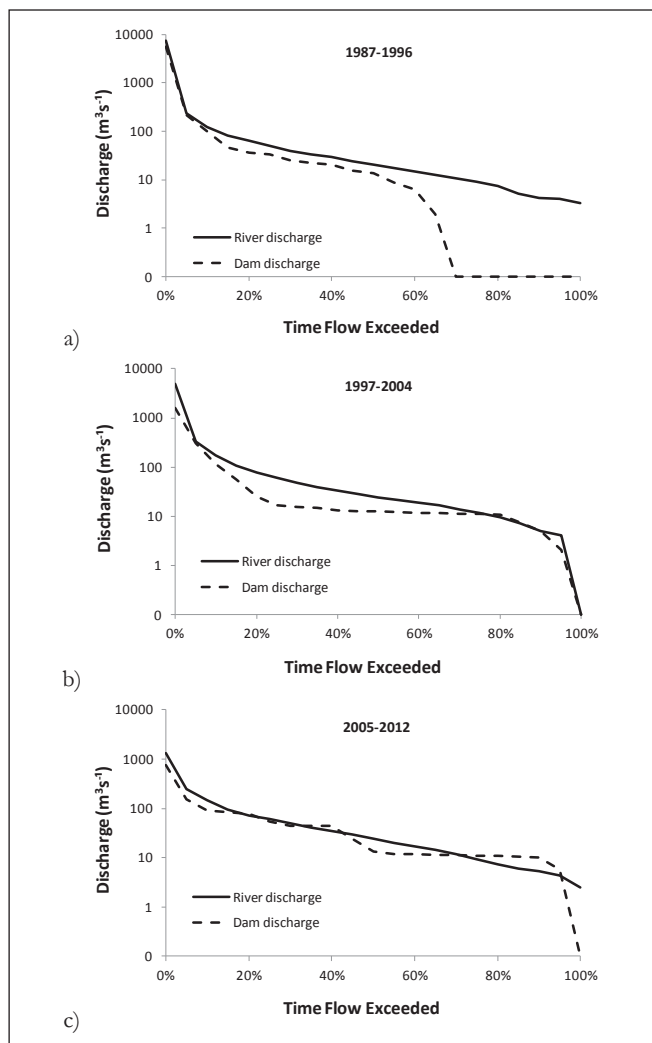 1987-1996
10000
1000
100
10
1
0
Discharge (m³s⁻¹)
River discharge
Dam discharge
0% 20% 40% 60% 80% 100%
Time Flow Exceeded
a)
1997-2004
10000
1000
100
10
1
0
Discharge (m³s⁻¹)
River discharge
Dam discharge
0% 20% 40% 60% 80% 100%
Time Flow Exceeded
b)
2005-2012
10000
1000
100
10
1
0
Discharge (m³s⁻¹)
River discharge
Dam discharge
0% 20% 40% 60% 80% 100%
Time Flow Exceeded
c)